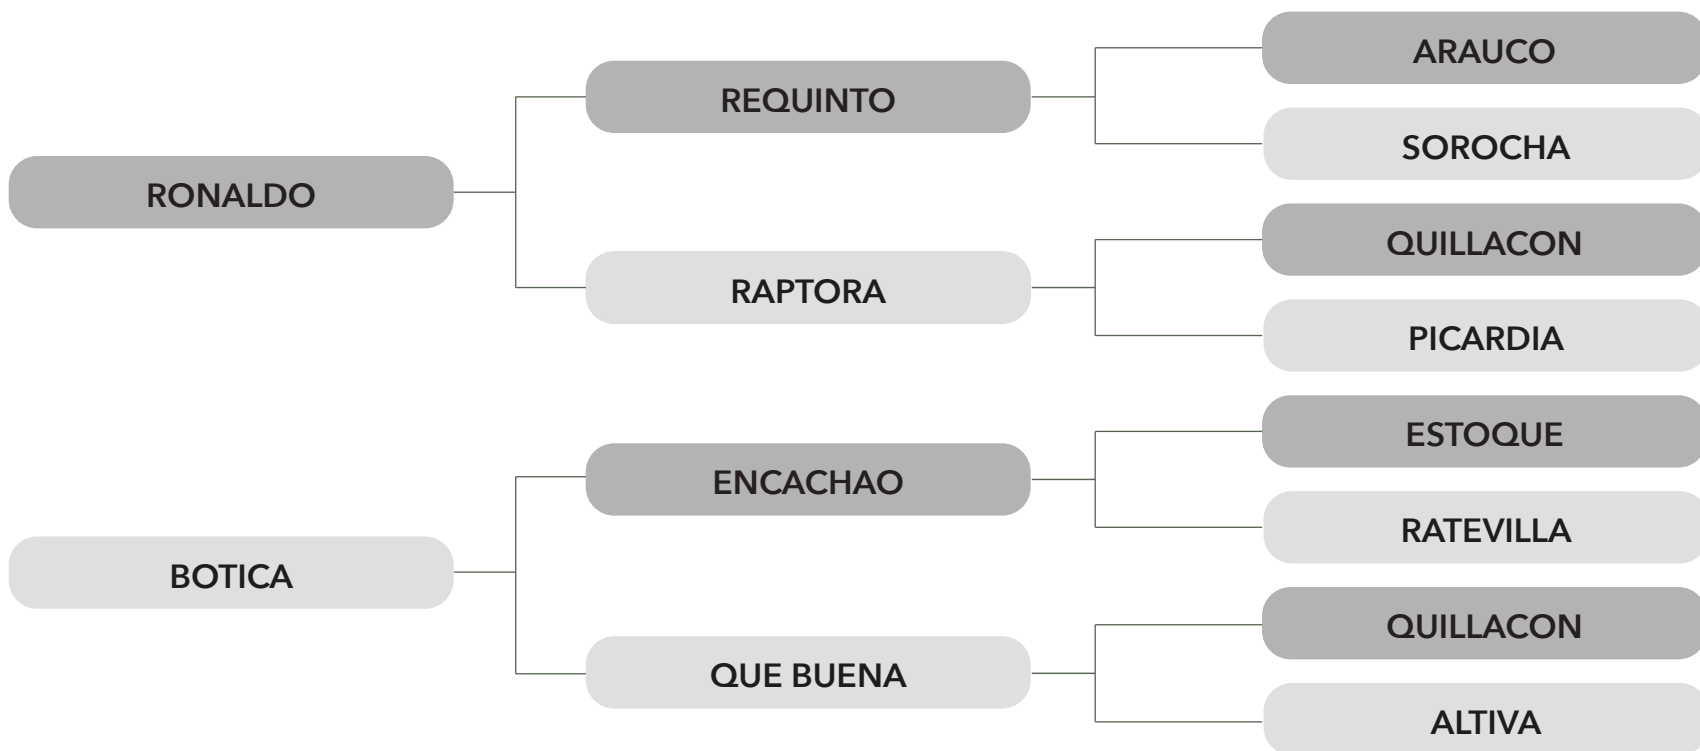 ARAUCO
REQUINTO
SOROCHA
RONALDO
QUILLACON
RAPTORA
PICARDIA
ESTOQUE
ENCACHAO
RATEVILLA
BOTICA
QUILLACON
QUE BUENA
ALTIVA